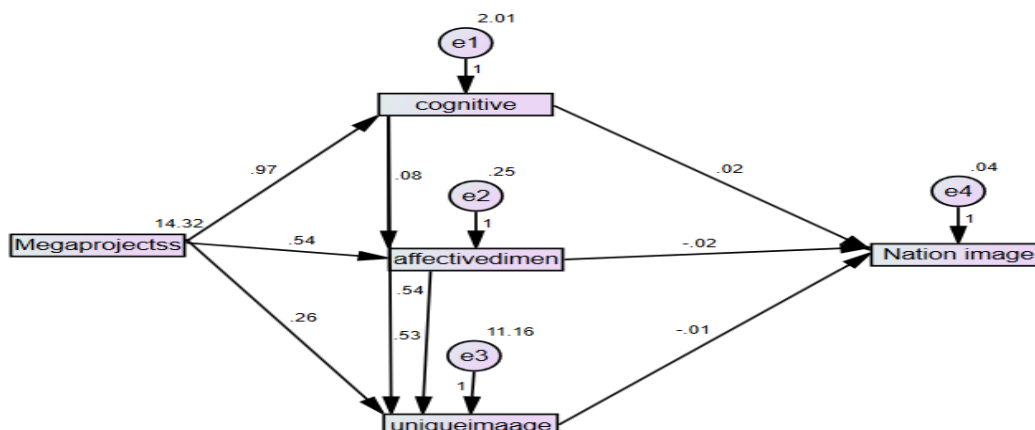 2.01
e1
1
cognitive
.97
.08
.02
.25
e2
.04
e4
1
1
14.32
Megaprojectss
.54
affectivedimen
-.02
Nation image
.54
.26
.53
11.16
e3
-.01
1
uniqueimaage